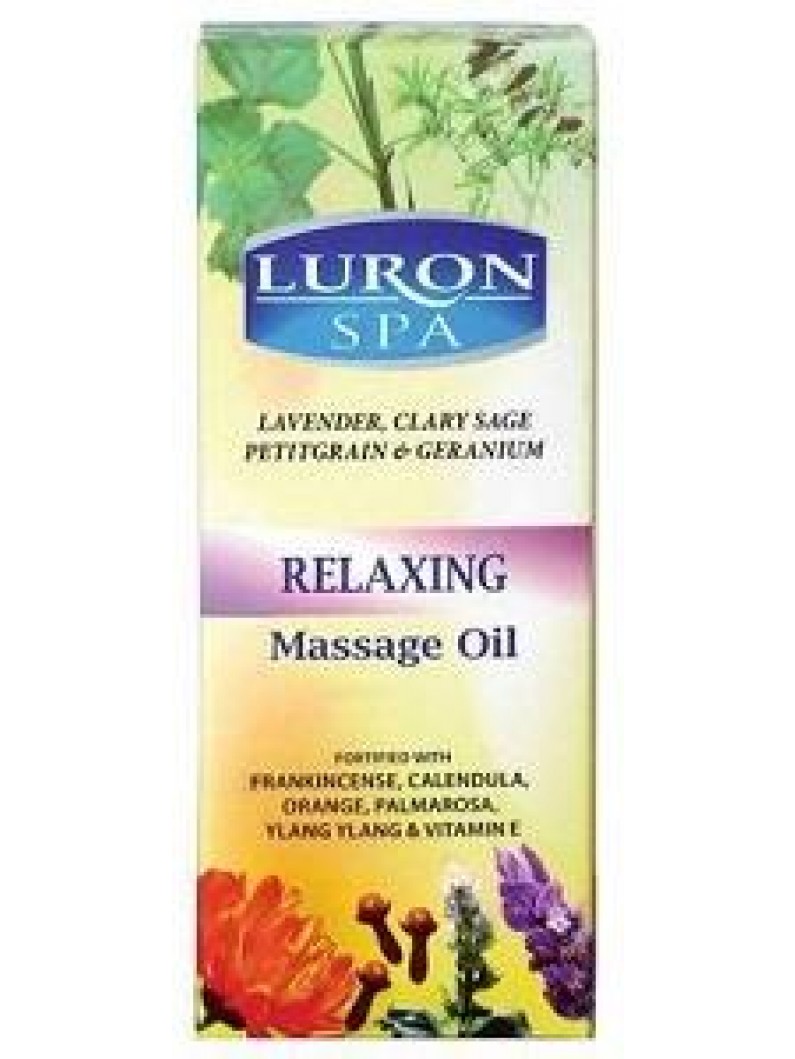 LURON
SPA
LAVENDER, CLARY SAGE
PETITGRAIN & GERANIUM
RELAXING
Massage Oil
FORTIFIED WITH
FRANKINCENSE, CALENDULA,
ORANGE, PALMAROSA,
YLANG YLANG & VITAMIN E